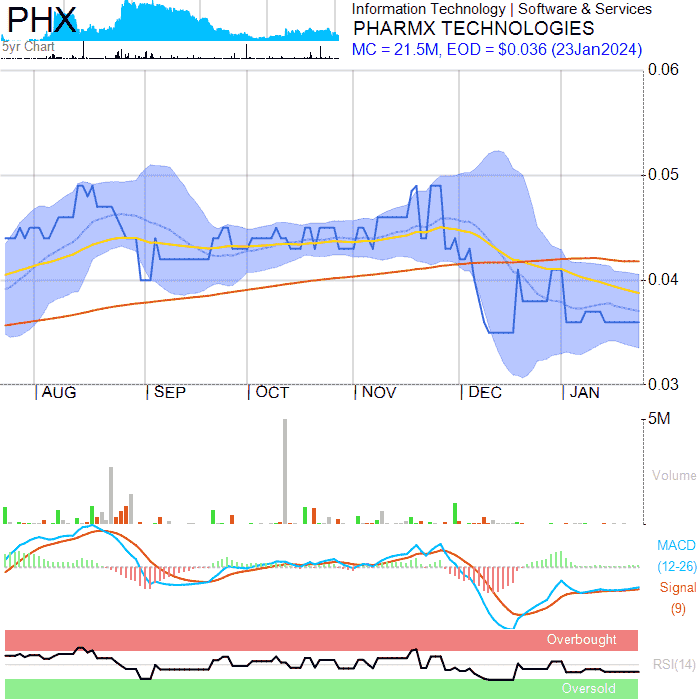 PHX
5yr Chart
Information Technology | Software & Services
PHARMX TECHNOLOGIES
MC = 21.5M, EOD = $0.036 (23Jan2024)
0.06
0.05
0.04
0.03
| AUG | SEP | OCT | NOV | DEC | JAN
5M
Volume
MACD
(12-26)
Signal
(9)
Overbought
RSI(14)
Oversold